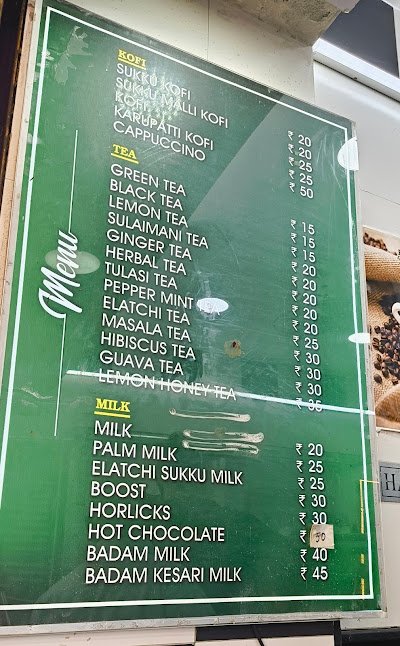 Menu
KOFI
SUKKU KOFI ₹ 20
SUKKU MALLI KOFI ₹ 20
KOFI ₹ 25
KARUPATTI KOFI ₹ 25
CAPPUCCINO ₹ 50
TEA
GREEN TEA ₹ 15
BLACK TEA ₹ 15
LEMON TEA ₹ 15
SULAIMANI TEA ₹ 20
GINGER TEA ₹ 20
HERBAL TEA ₹ 20
TULASI TEA ₹ 20
PEPPER MINT ₹ 20
ELATCHI TEA ₹ 25
MASALA TEA ₹ 30
HIBISCUS TEA ₹ 30
GUAVA TEA ₹ 30
LEMON HONEY TEA ₹ 35
MILK
MILK ₹ 20
PALM MILK ₹ 25
ELATCHI SUKKU MILK ₹ 25
BOOST ₹ 30
HORLICKS ₹ 30
HOT CHOCOLATE ₹
BADAM MILK ₹ 40
BADAM KESARI MILK ₹ 45